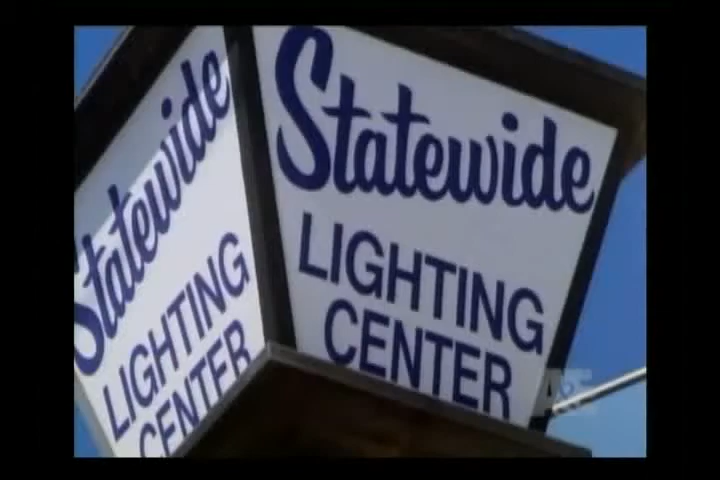 Statewide
LIGHTING
CENTER
Statewide
LIGHTING
CENTER
A&E